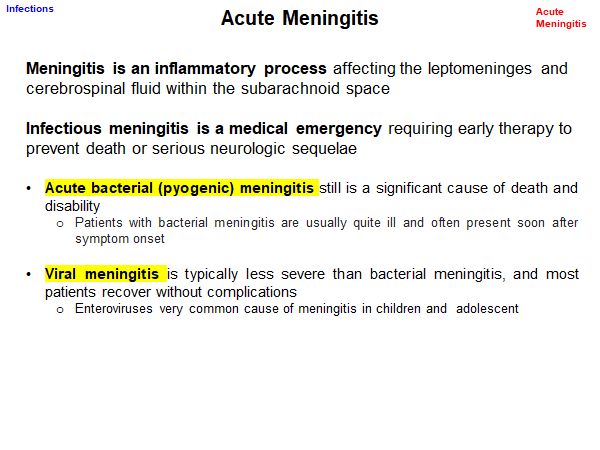 Infections
Acute Meningitis
Acute
Meningitis
Meningitis is an inflammatory process affecting the leptomeninges and
cerebrospinal fluid within the subarachnoid space
Infectious meningitis is a medical emergency requiring early therapy to
prevent death or serious neurologic sequelae
• Acute bacterial (pyogenic) meningitis still is a significant cause of death and
disability
o Patients with bacterial meningitis are usually quite ill and often present soon after
symptom onset
• Viral meningitis is typically less severe than bacterial meningitis, and most
patients recover without complications
o Enteroviruses very common cause of meningitis in children and adolescent